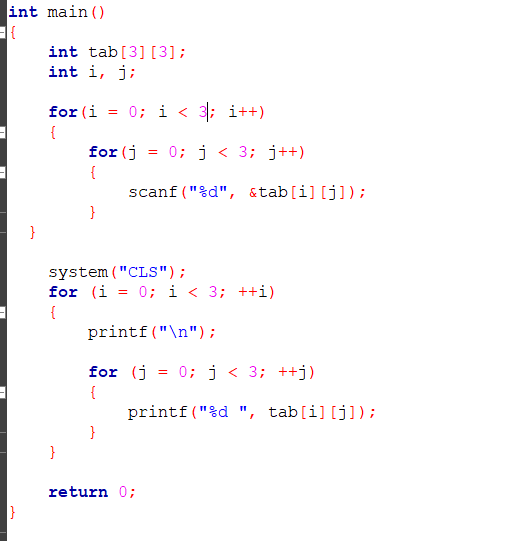 int main()
{
    int tab[3][3];
    int i, j;

    for(i = 0; i < 3; i++)
    {
        for(j = 0; j < 3; j++)
        {
            scanf("%d", &tab[i][j]);
        }
  }

    system("CLS");
    for (i = 0; i < 3; ++i)
    {
        printf("\n");

        for (j = 0; j < 3; ++j)
        {
            printf("%d ", tab[i][j]);
        }
    }

    return 0;
}